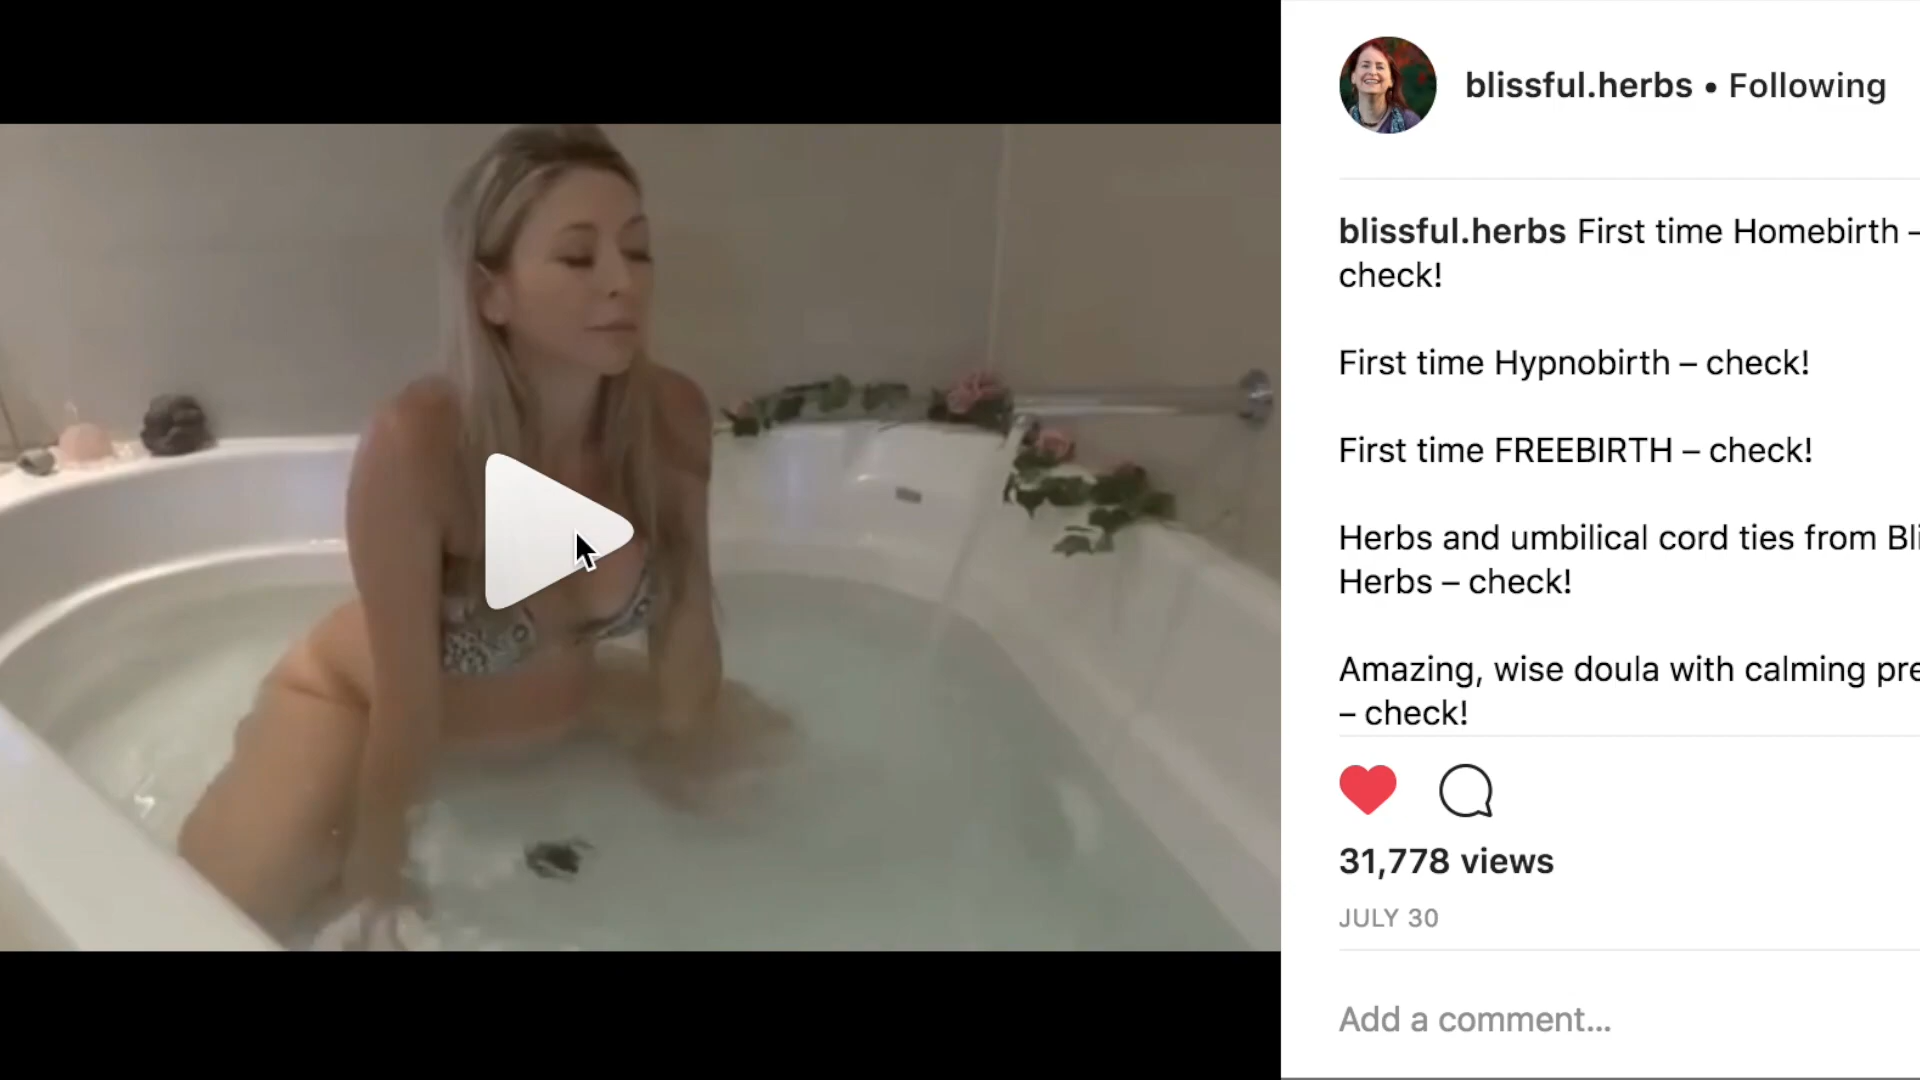 blissful.herbs • Following
blissful.herbs First time Homebirth –
check!
First time Hypnobirth – check!
First time FREEBIRTH – check!
Herbs and umbilical cord ties from Bli
Herbs – check!
Amazing, wise doula with calming pre
– check!
31,778 views
JULY 30
Add a comment...